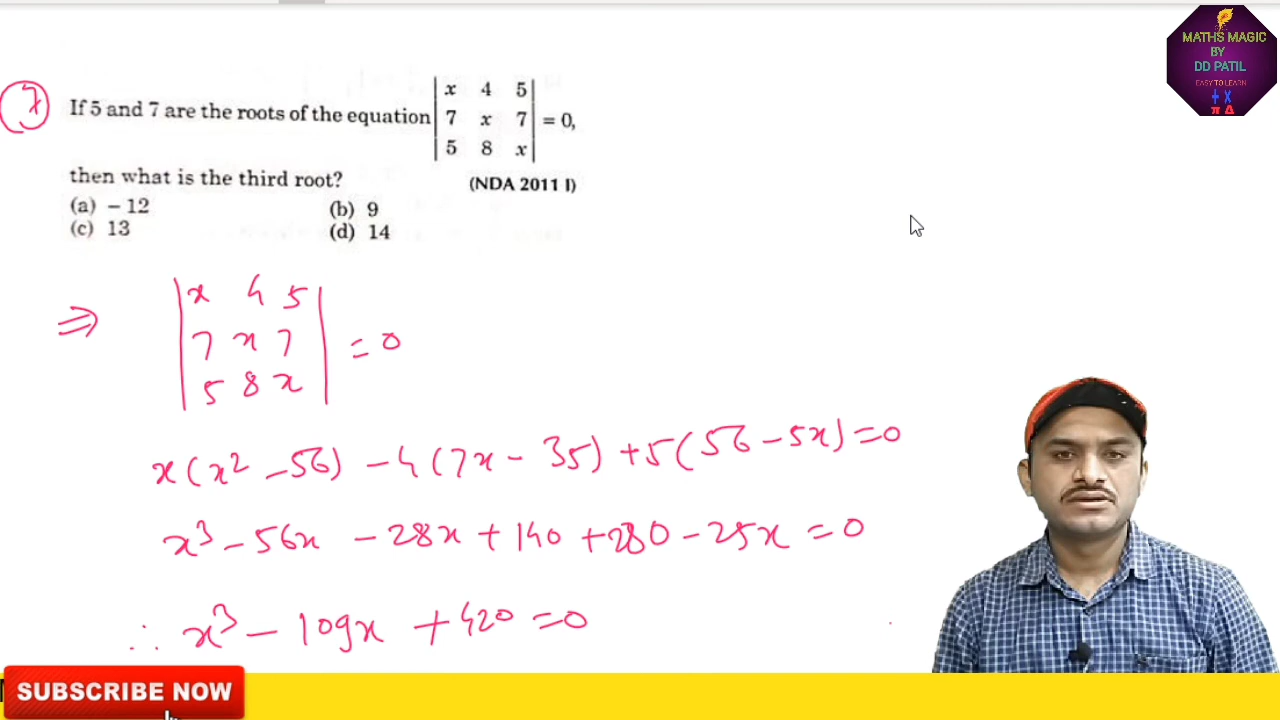 MATHS MAGIC
BY
DD PATIL
EASY TO LEARN
+ X
π Δ
7
If 5 and 7 are the roots of the equation | x 4 5 |
| 7 x 7 | = 0,
| 5 8 x |
then what is the third root? (NDA 2011 I)
(a) – 12 (b) 9
(c) 13 (d) 14
⇒ | x 4 5 |
| 7 x 7 | = 0
| 5 8 x |
x(x² - 56) - 4(7x - 35) + 5(56 - 5x) = 0
x³ - 56x - 28x + 140 + 280 - 25x = 0
∴ x³ - 109x + 420 = 0
SUBSCRIBE NOW